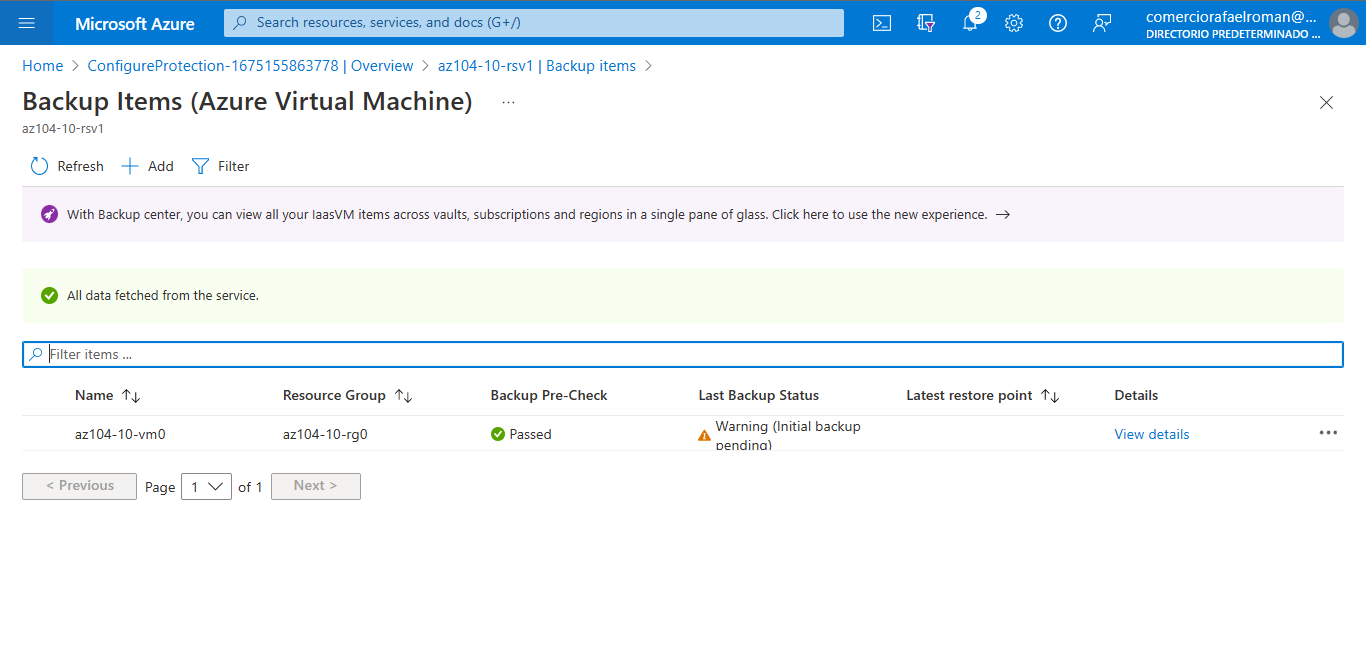 Microsoft Azure
Search resources, services, and docs (G+/)
2
comerciorafaelroman@...
DIRECTORIO PREDETERMINADO ...
Home > ConfigureProtection-1675155863778 | Overview > az104-10-rsv1 | Backup items >
Backup Items (Azure Virtual Machine) ...
az104-10-rsv1
Refresh + Add Filter
With Backup center, you can view all your IaasVM items across vaults, subscriptions and regions in a single pane of glass. Click here to use the new experience. →
All data fetched from the service.
Filter items ...
Name ↑↓ Resource Group ↑↓ Backup Pre-Check Last Backup Status Latest restore point ↑↓ Details
az104-10-vm0 az104-10-rg0 Passed Warning (Initial backup pending) View details ...
< Previous Page 1 of 1 Next >